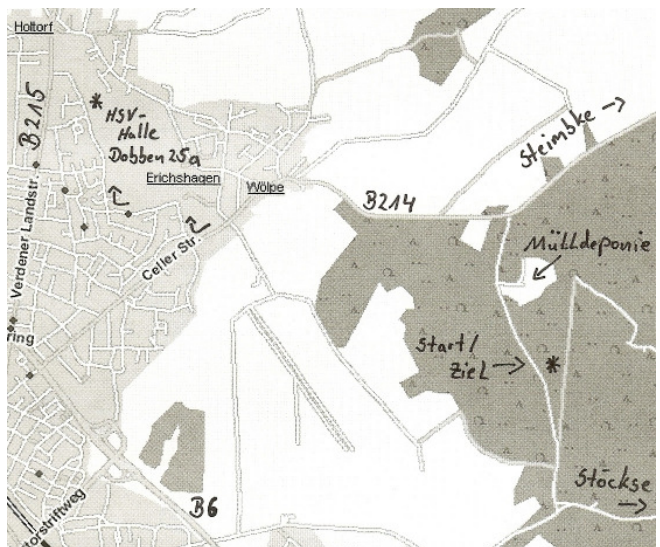 Holtorf
B215
HSV-
Halle
Dobben 25a
Steimbke →
Erichshagen
Wölpe
B214
Verdener Landstr.
Celler Str.
Mülldeponie
Start/
Ziel →
ring
Stöckse
→
B6
torstriftweg